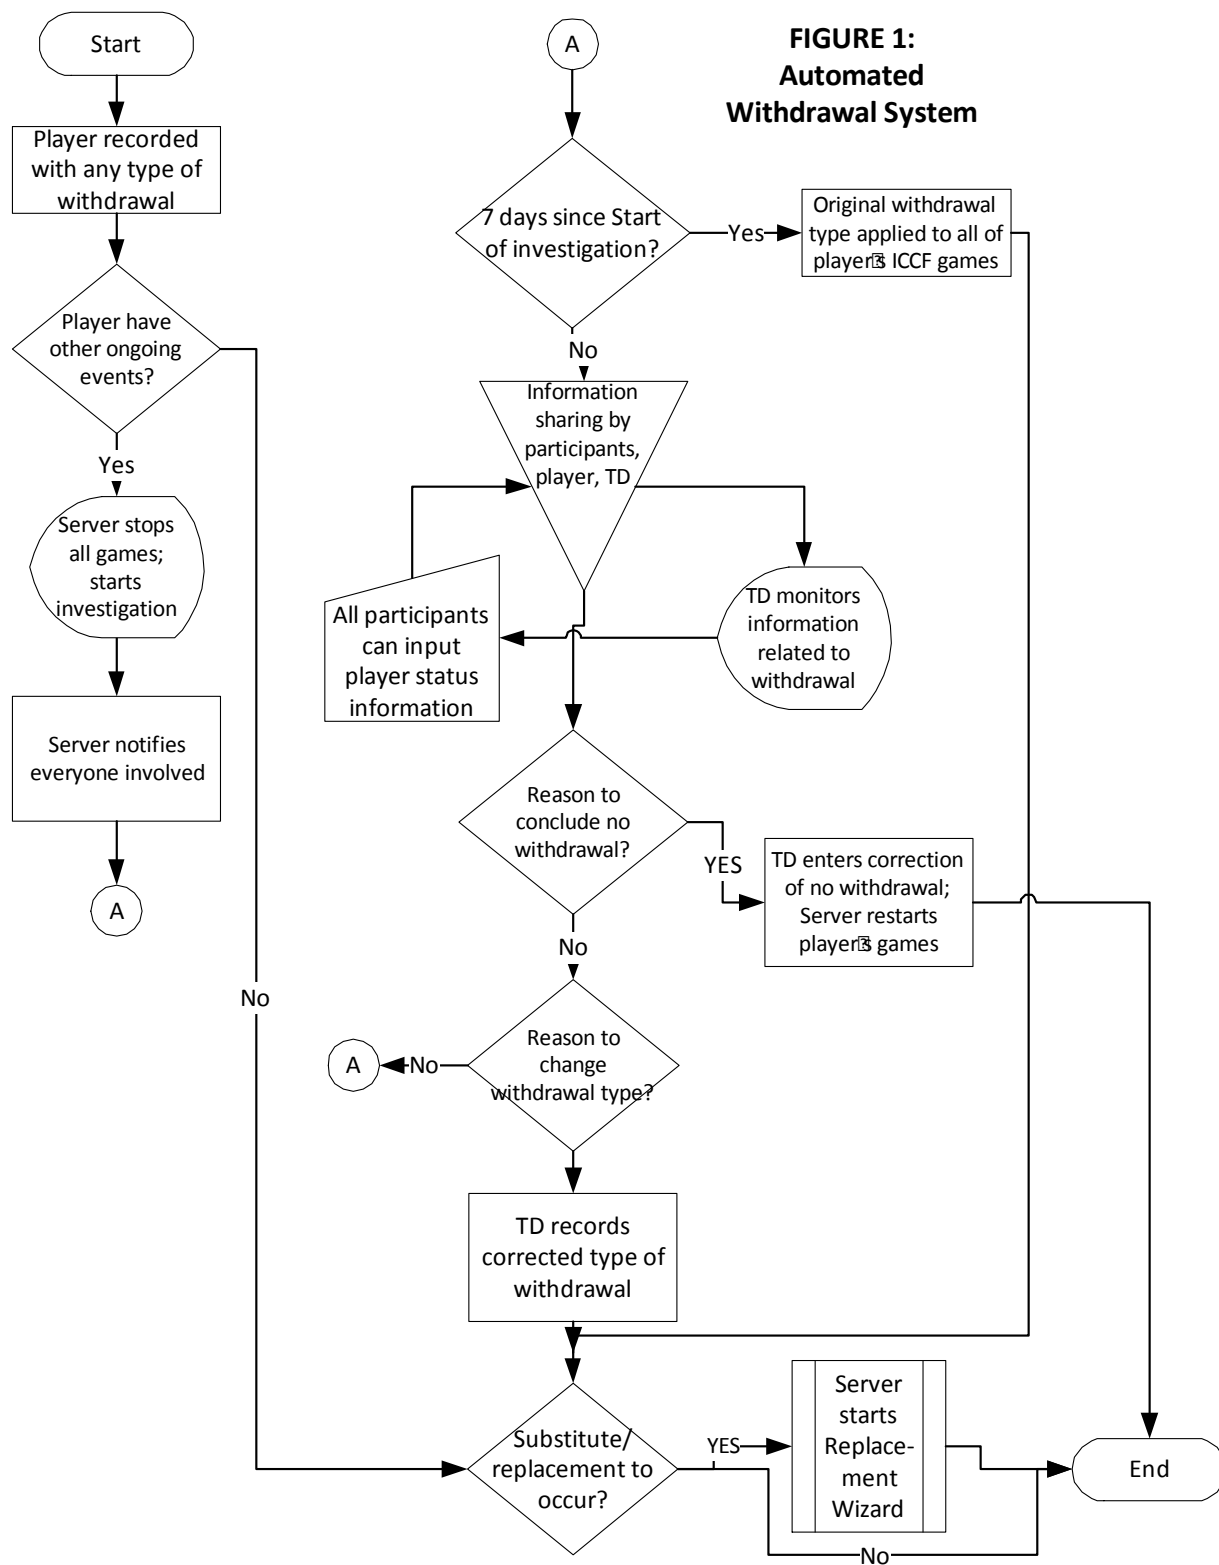 FIGURE 1:
Automated
Withdrawal System
Start
Player recorded
with any type of
withdrawal
Player have
other ongoing
events?
Yes
Server stops
all games;
starts
investigation
Server notifies
everyone involved
A
No
A
7 days since Start
of investigation?
Yes
Original withdrawal
type applied to all of
player s ICCF games
No
Information
sharing by
participants,
player, TD
TD monitors
information
related to
withdrawal
All participants
can input
player status
information
Reason to
conclude no
withdrawal?
YES
TD enters correction
of no withdrawal;
Server restarts
player s games
No
Reason to
change
withdrawal type?
No
A
TD records
corrected type of
withdrawal
Substitute/
replacement to
occur?
YES
Server
starts
Replace-
ment
Wizard
No
End